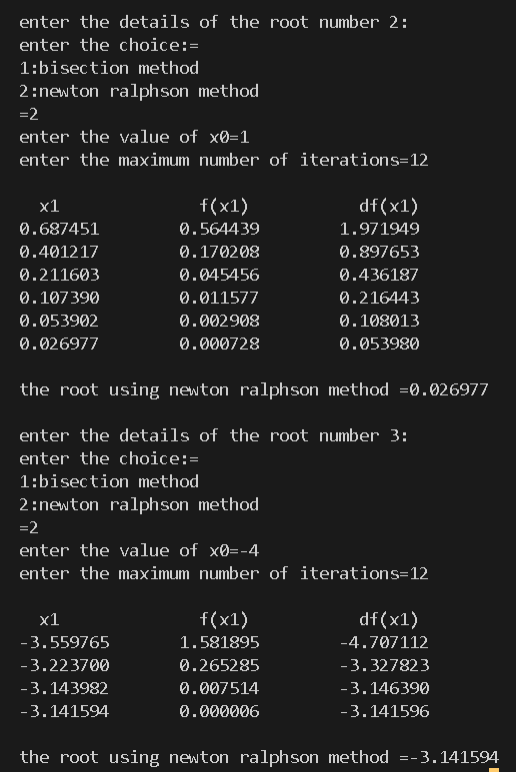 enter the details of the root number 2:
enter the choice:=
1:bisection method
2:newton ralphson method
=2
enter the value of x0=1
enter the maximum number of iterations=12
x1 f(x1) df(x1)
0.687451 0.564439 1.971949
0.401217 0.170208 0.897653
0.211603 0.045456 0.436187
0.107390 0.011577 0.216443
0.053902 0.002908 0.108013
0.026977 0.000728 0.053980
the root using newton ralphson method =0.026977
enter the details of the root number 3:
enter the choice:=
1:bisection method
2:newton ralphson method
=2
enter the value of x0=-4
enter the maximum number of iterations=12
x1 f(x1) df(x1)
-3.559765 1.581895 -4.707112
-3.223700 0.265285 -3.327823
-3.143982 0.007514 -3.146390
-3.141594 0.000006 -3.141596
the root using newton ralphson method =-3.141594